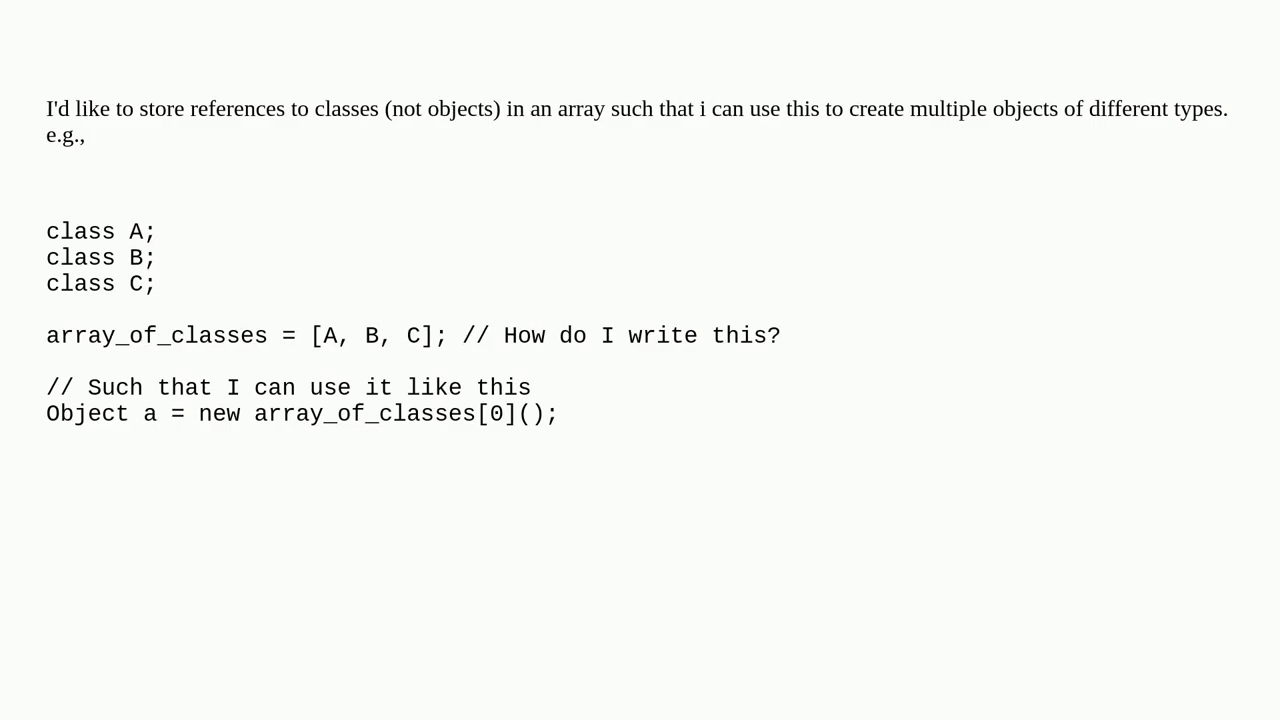 I'd like to store references to classes (not objects) in an array such that i can use this to create multiple objects of different types.
e.g.,
class A;
class B;
class C;
array_of_classes = [A, B, C]; // How do I write this?
// Such that I can use it like this
Object a = new array_of_classes[0]();